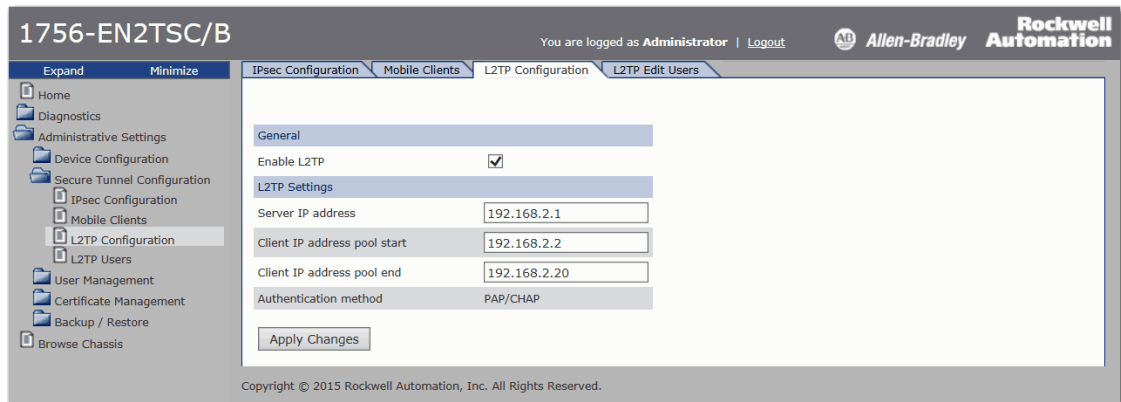 1756-EN2TSC/B
You are logged as Administrator | Logout
AB Allen-Bradley
Rockwell
Automation
Expand Minimize
Home
Diagnostics
Administrative Settings
Device Configuration
Secure Tunnel Configuration
IPsec Configuration
Mobile Clients
L2TP Configuration
L2TP Users
User Management
Certificate Management
Backup / Restore
Browse Chassis
IPsec Configuration Mobile Clients L2TP Configuration L2TP Edit Users
General
Enable L2TP
L2TP Settings
Server IP address 192.168.2.1
Client IP address pool start 192.168.2.2
Client IP address pool end 192.168.2.20
Authentication method PAP/CHAP
Apply Changes
Copyright © 2015 Rockwell Automation, Inc. All Rights Reserved.